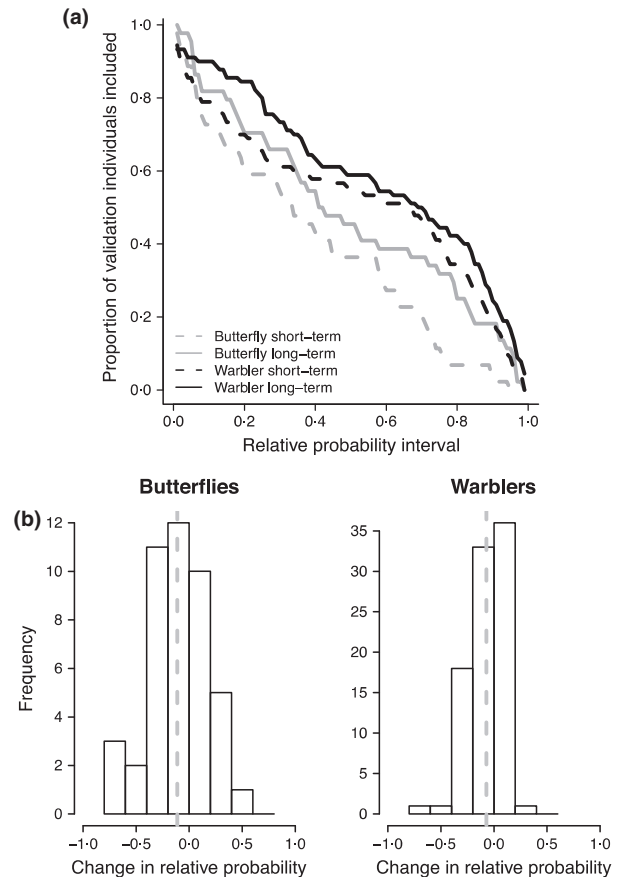 (a)
Proportion of validation individuals included
1·0
0·8
0·6
0·4
0·2
0·0
Butterfly short–term
Butterfly long–term
Warbler short–term
Warbler long–term
0·0 0·2 0·4 0·6 0·8 1·0
Relative probability interval
(b)
Butterflies
Frequency
12
10
8
6
4
2
0
−1·0 −0·5 0·0 0·5 1·0
Change in relative probability
Warblers
35
30
25
20
15
10
5
0
−1·0 −0·5 0·0 0·5 1·0
Change in relative probability